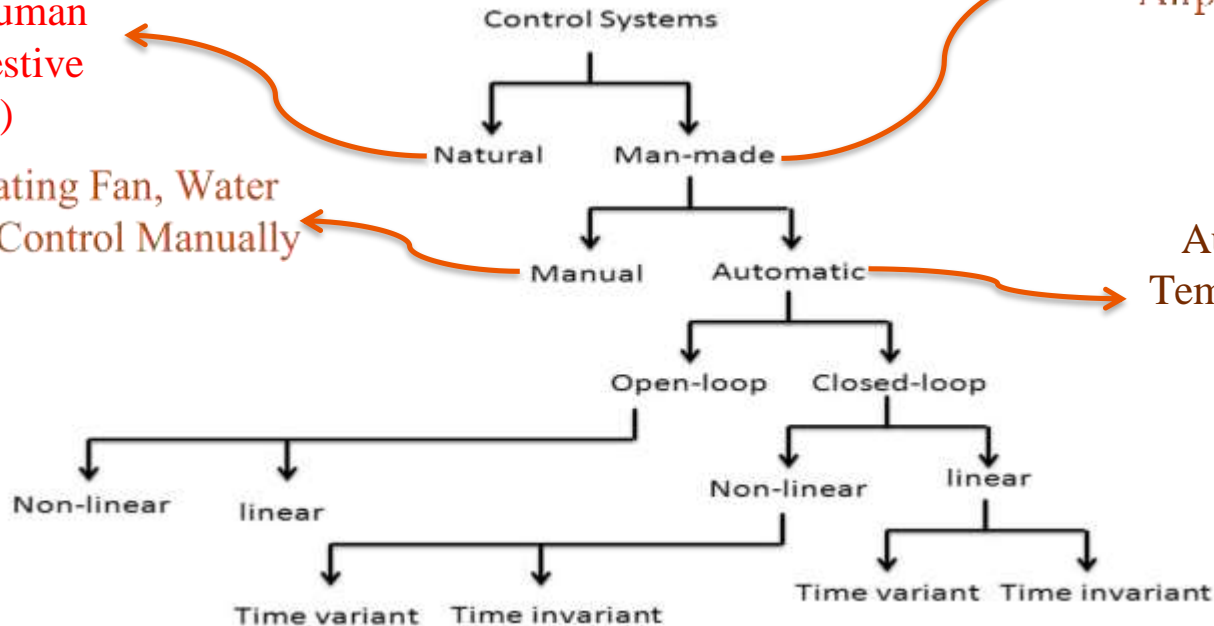 Control Systems
Natural
Man-made
ating Fan, Water
Control Manually
Manual
Automatic
Open-loop
Closed-loop
Non-linear
linear
Non-linear
linear
Time variant
Time invariant
Time variant
Time invariant